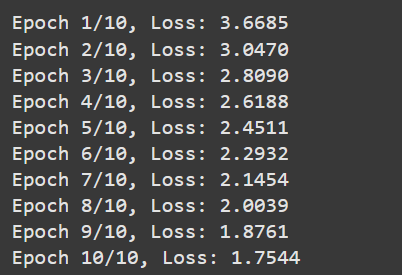 Epoch 1/10, Loss: 3.6685
Epoch 2/10, Loss: 3.0470
Epoch 3/10, Loss: 2.8090
Epoch 4/10, Loss: 2.6188
Epoch 5/10, Loss: 2.4511
Epoch 6/10, Loss: 2.2932
Epoch 7/10, Loss: 2.1454
Epoch 8/10, Loss: 2.0039
Epoch 9/10, Loss: 1.8761
Epoch 10/10, Loss: 1.7544